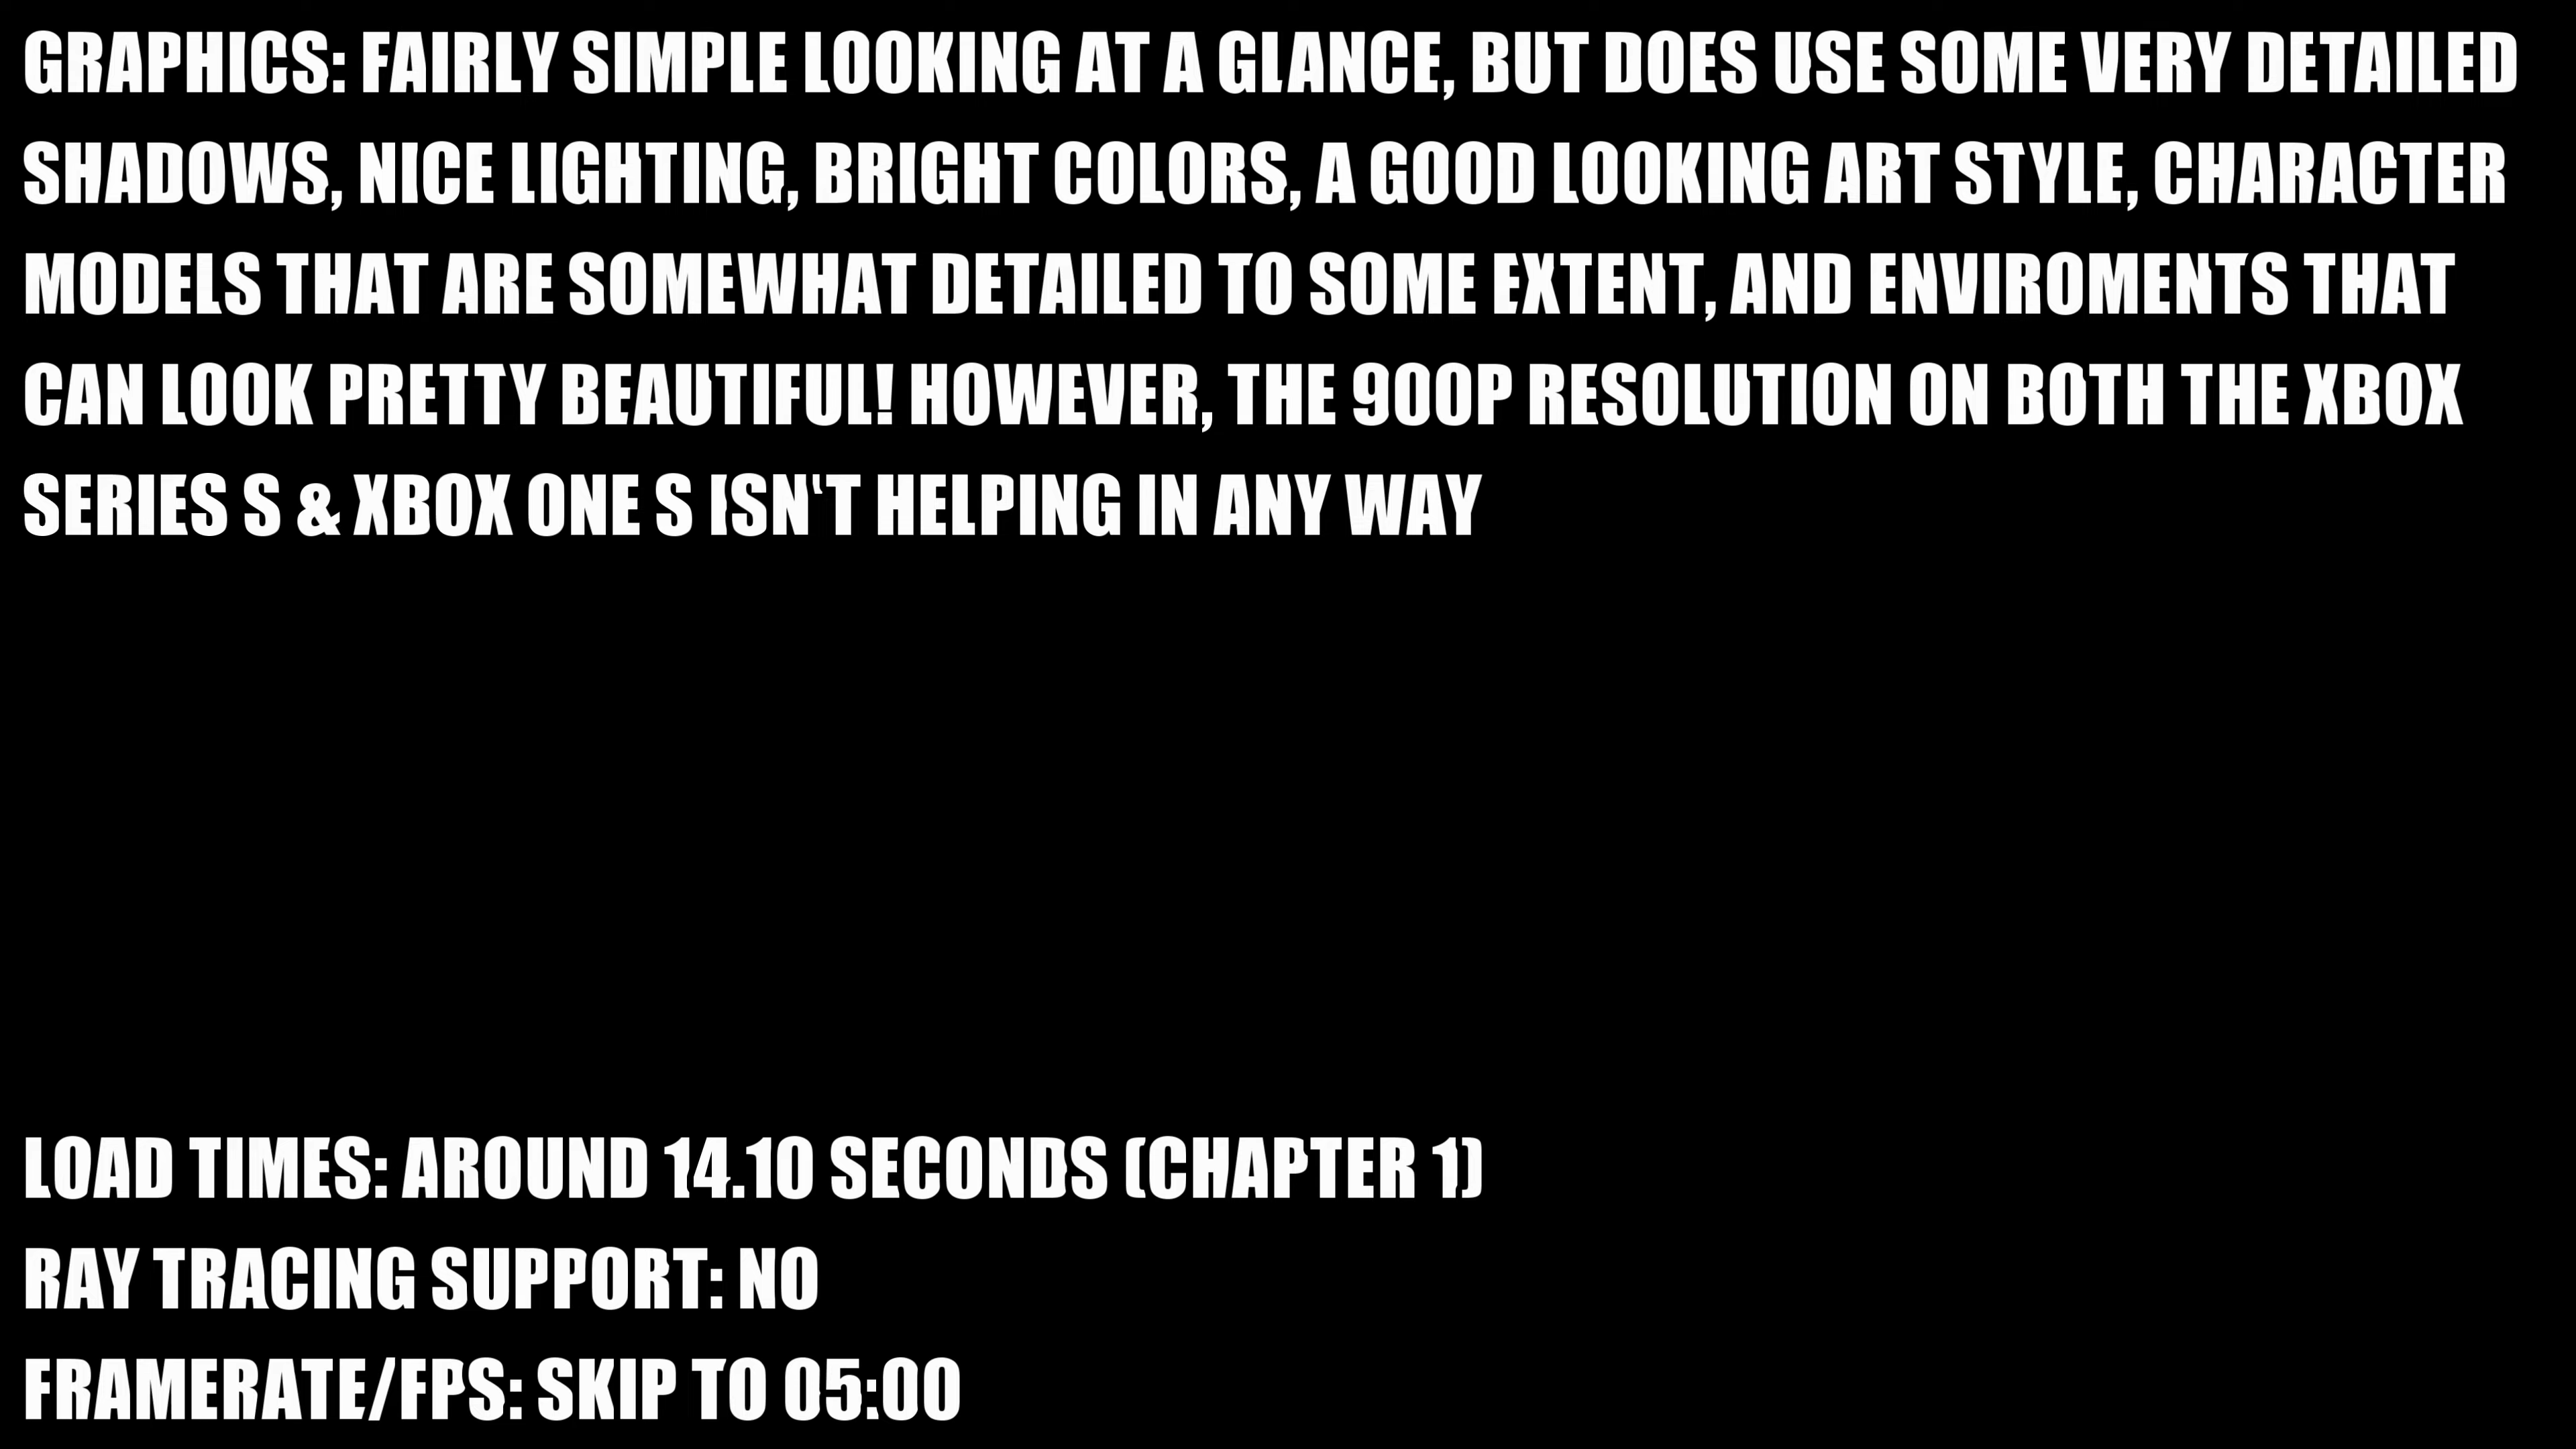 GRAPHICS: FAIRLY SIMPLE LOOKING AT A GLANCE, BUT DOES USE SOME VERY DETAILED
SHADOWS, NICE LIGHTING, BRIGHT COLORS, A GOOD LOOKING ART STYLE, CHARACTER
MODELS THAT ARE SOMEWHAT DETAILED TO SOME EXTENT, AND ENVIROMENTS THAT
CAN LOOK PRETTY BEAUTIFUL! HOWEVER, THE 900P RESOLUTION ON BOTH THE XBOX
SERIES S & XBOX ONE S ISN'T HELPING IN ANY WAY
LOAD TIMES: AROUND 14.10 SECONDS (CHAPTER 1)
RAY TRACING SUPPORT: NO
FRAMERATE/FPS: SKIP TO 05:00